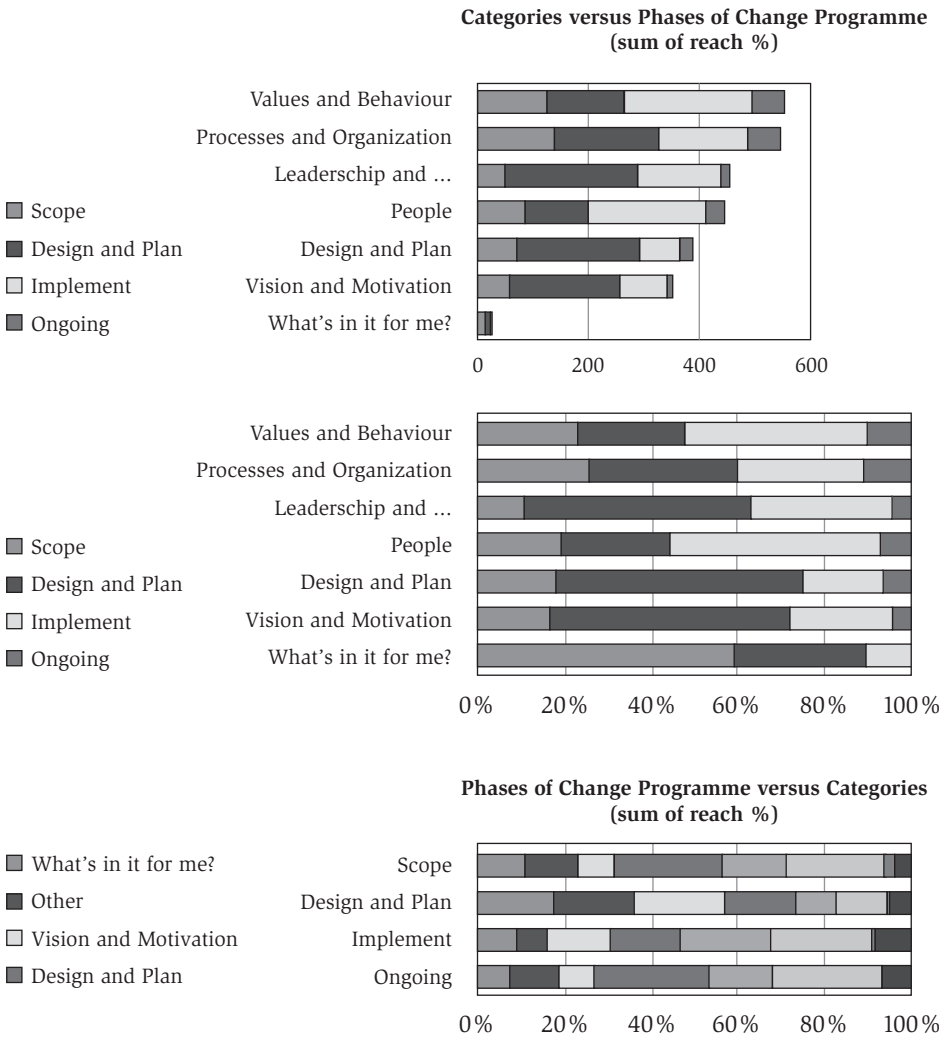 Categories versus Phases of Change Programme
(sum of reach %)
Values and Behaviour
Processes and Organization
Leaderschip and ...
Scope People
Design and Plan Design and Plan
Implement Vision and Motivation
Ongoing What's in it for me?
0 200 400 600
Values and Behaviour
Processes and Organization
Leaderschip and ...
Scope People
Design and Plan Design and Plan
Implement Vision and Motivation
Ongoing What's in it for me?
0% 20% 40% 60% 80% 100%
Phases of Change Programme versus Categories
(sum of reach %)
What's in it for me? Scope
Other Design and Plan
Vision and Motivation Implement
Design and Plan Ongoing
0% 20% 40% 60% 80% 100%